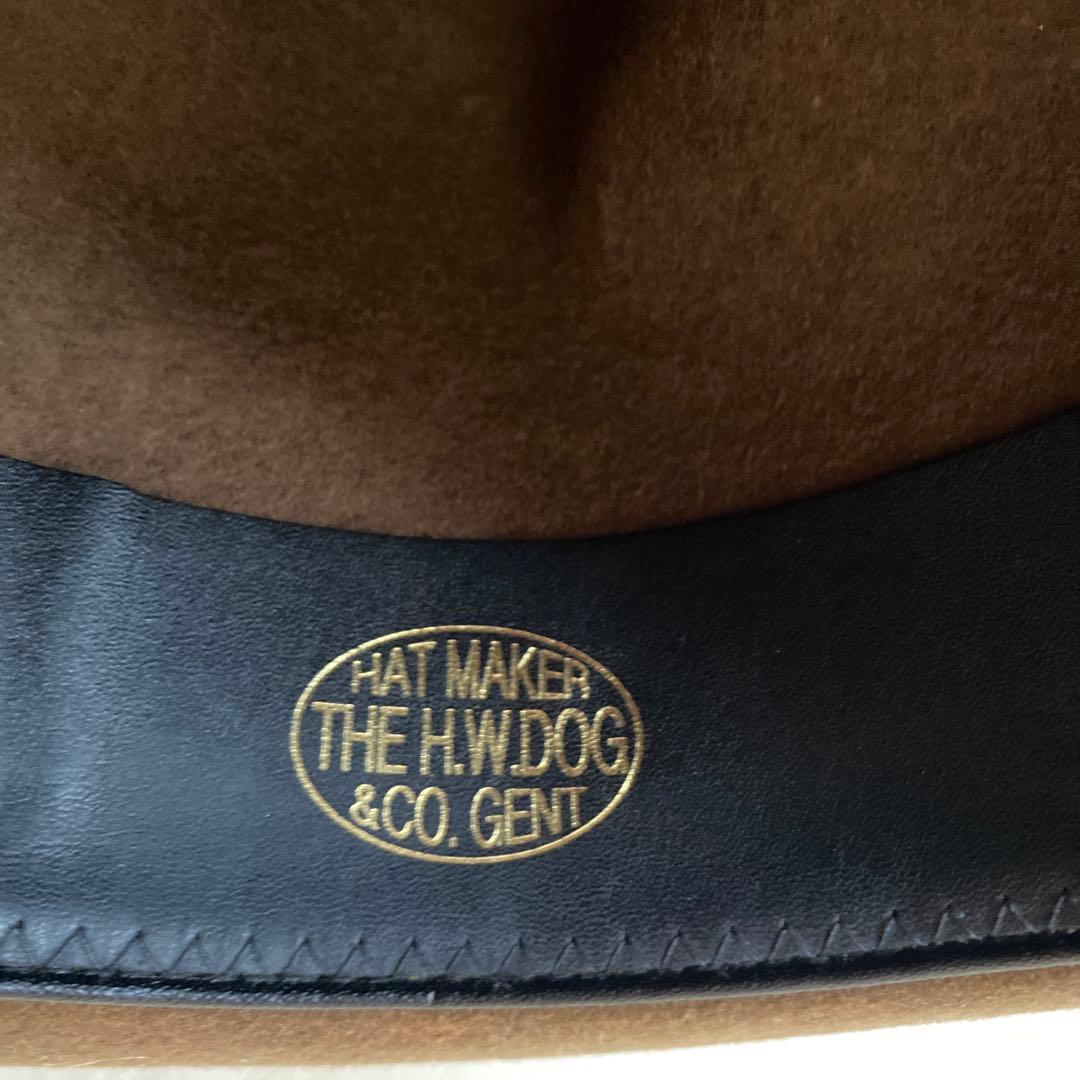 HAT MAKER
THE H.W.DOG
&CO. GENT